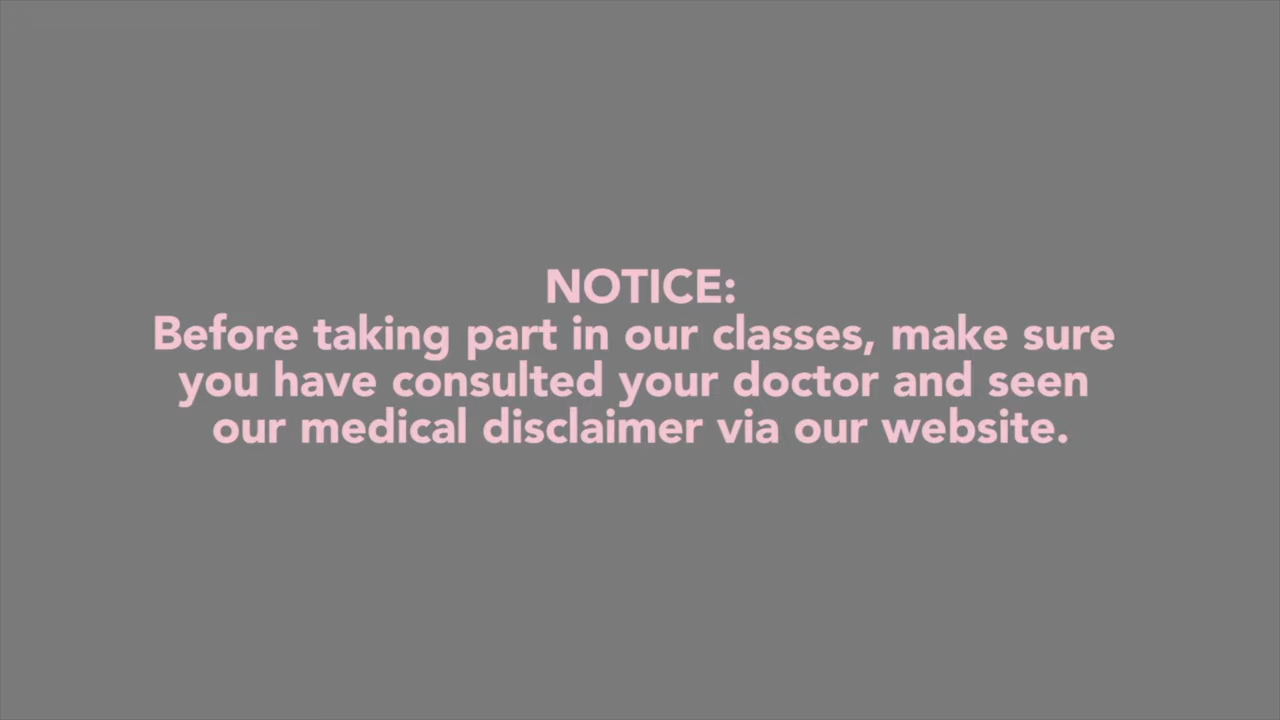 NOTICE:
Before taking part in our classes, make sure
you have consulted your doctor and seen
our medical disclaimer via our website.